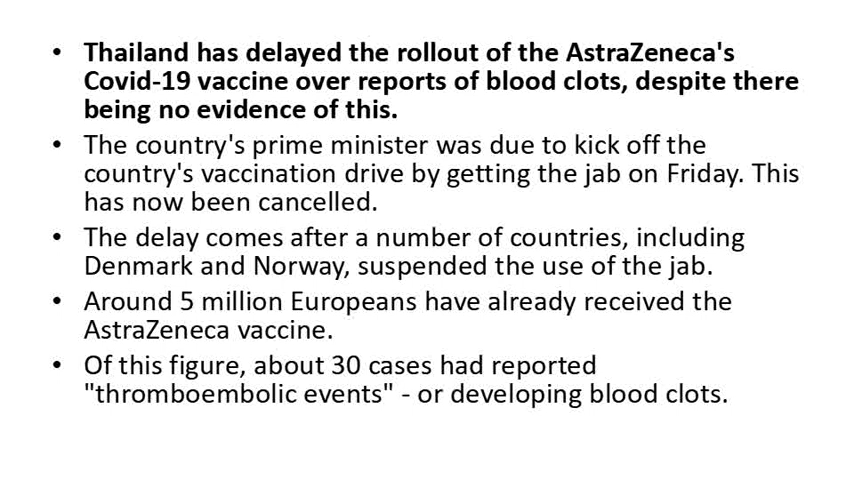 • Thailand has delayed the rollout of the AstraZeneca's
Covid-19 vaccine over reports of blood clots, despite there
being no evidence of this.
• The country's prime minister was due to kick off the
country's vaccination drive by getting the jab on Friday. This
has now been cancelled.
• The delay comes after a number of countries, including
Denmark and Norway, suspended the use of the jab.
• Around 5 million Europeans have already received the
AstraZeneca vaccine.
• Of this figure, about 30 cases had reported
"thromboembolic events" - or developing blood clots.